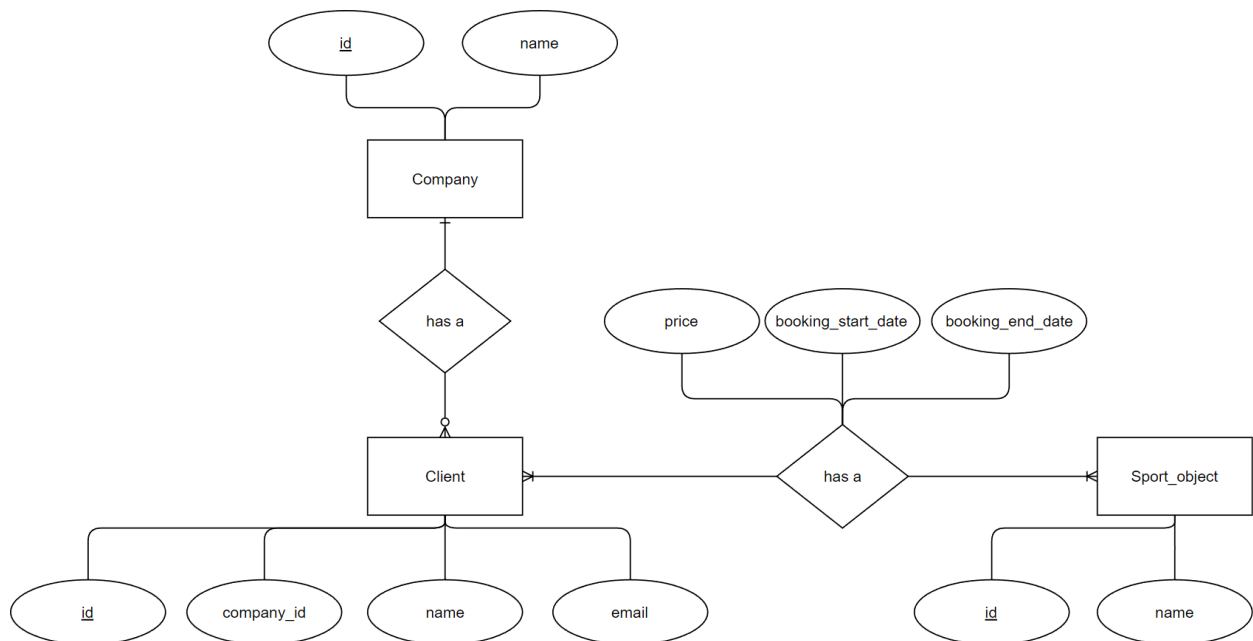 id
name
Company
has a
price
booking_start_date
booking_end_date
Client
has a
Sport_object
id
company_id
name
email
id
name